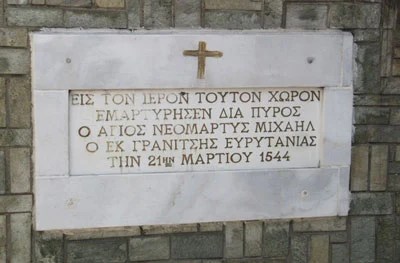 ΕΙΣ ΤΟΝ ΙΕΡΟΝ ΤΟΥΤΟΝ ΧΩΡΟΝ
ΕΜΑΡΤΥΡΗΣΕΝ ΔΙΑ ΠΥΡΟΣ
Ο ΑΓΙΟΣ ΝΕΟΜΑΡΤΥΣ ΜΙΧΑΗΛ
Ο ΕΚ ΓΡΑΝΙΤΣΗΣ ΕΥΡΥΤΑΝΙΑΣ
ΤΗΝ 21ην ΜΑΡΤΙΟΥ 1544